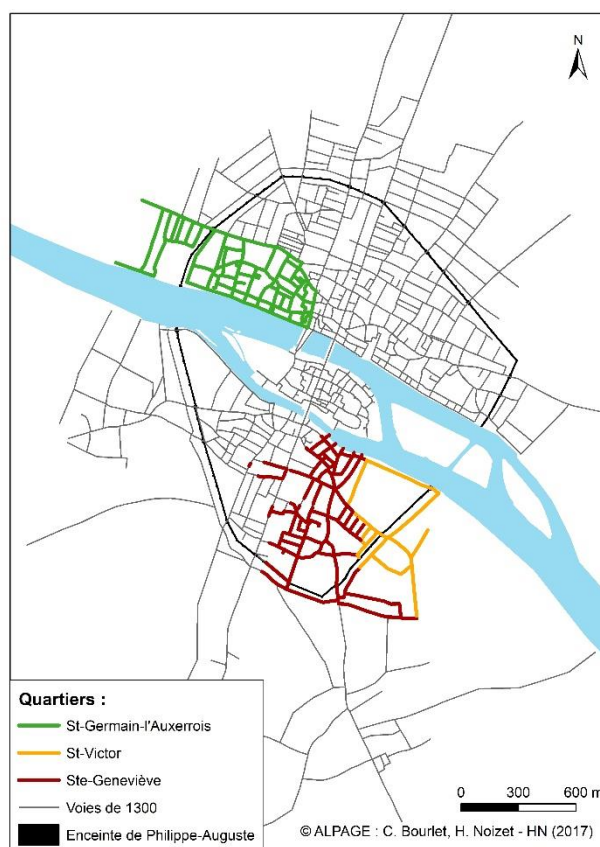 N
Quartiers :
St-Germain-l'Auxerrois
St-Victor
Ste-Geneviève
Voies de 1300
Enceinte de Philippe-Auguste
0 300 600 m
© ALPAGE : C. Bourlet, H. Noizet - HN (2017)